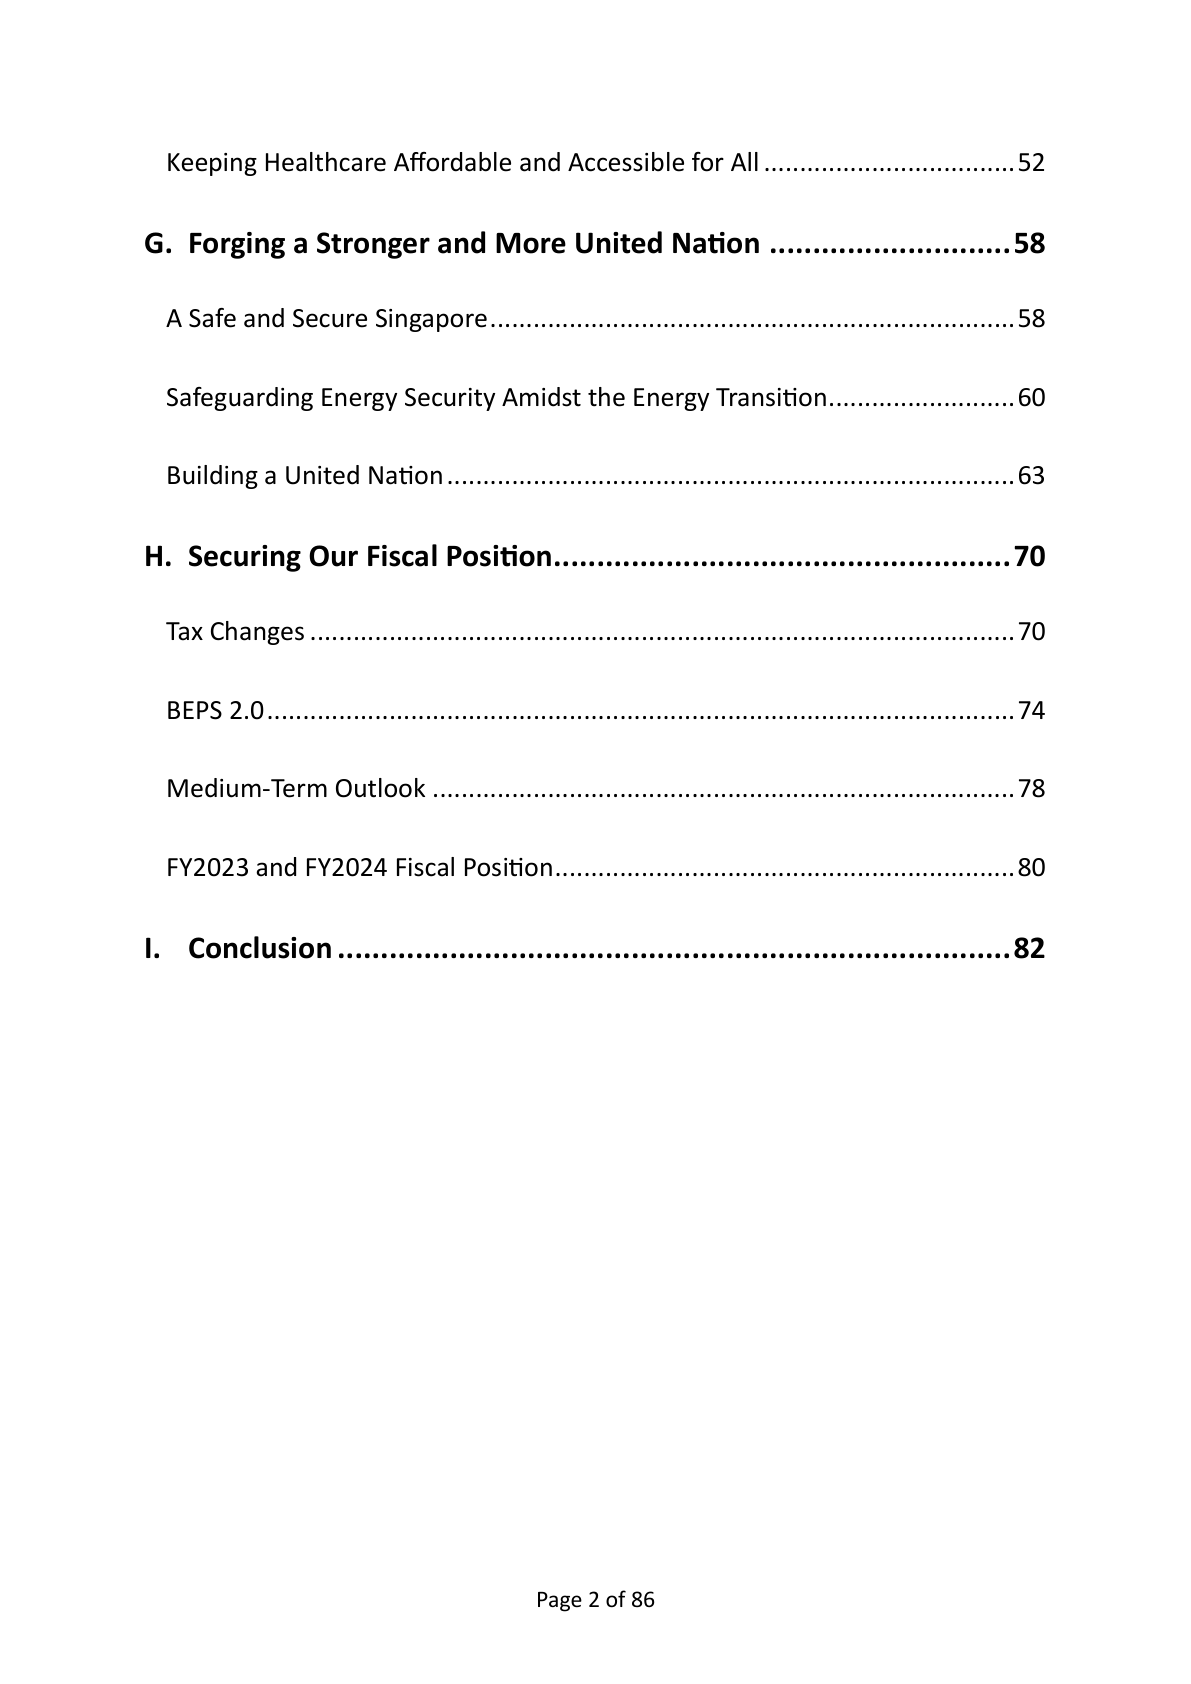 Keeping Healthcare Affordable and Accessible for All ................................... 52
G. Forging a Stronger and More United Nation ............................ 58
A Safe and Secure Singapore ......................................................................... 58
Safeguarding Energy Security Amidst the Energy Transition .......................... 60
Building a United Nation ............................................................................... 63
H. Securing Our Fiscal Position ..................................................... 70
Tax Changes .................................................................................................. 70
BEPS 2.0 ........................................................................................................ 74
Medium-Term Outlook ................................................................................. 78
FY2023 and FY2024 Fiscal Position ................................................................ 80
I. Conclusion .............................................................................. 82
Page 2 of 86